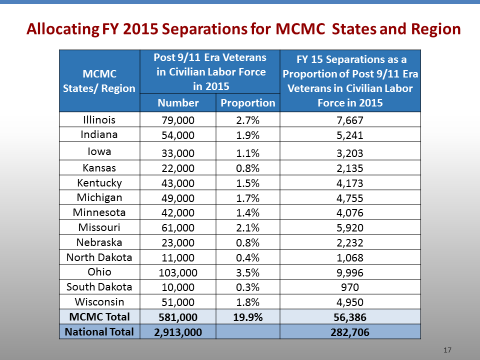 Allocating FY 2015 Separations for MCMC States and Region
MCMC
States/ Region
Post 9/11 Era Veterans
in Civilian Labor Force
in 2015
FY 15 Separations as a
Proportion of Post 9/11 Era
Veterans in Civilian Labor
Force in 2015
Number Proportion
Illinois 79,000 2.7% 7,667
Indiana 54,000 1.9% 5,241
Iowa 33,000 1.1% 3,203
Kansas 22,000 0.8% 2,135
Kentucky 43,000 1.5% 4,173
Michigan 49,000 1.7% 4,755
Minnesota 42,000 1.4% 4,076
Missouri 61,000 2.1% 5,920
Nebraska 23,000 0.8% 2,232
North Dakota 11,000 0.4% 1,068
Ohio 103,000 3.5% 9,996
South Dakota 10,000 0.3% 970
Wisconsin 51,000 1.8% 4,950
MCMC Total 581,000 19.9% 56,386
National Total 2,913,000 282,706
17